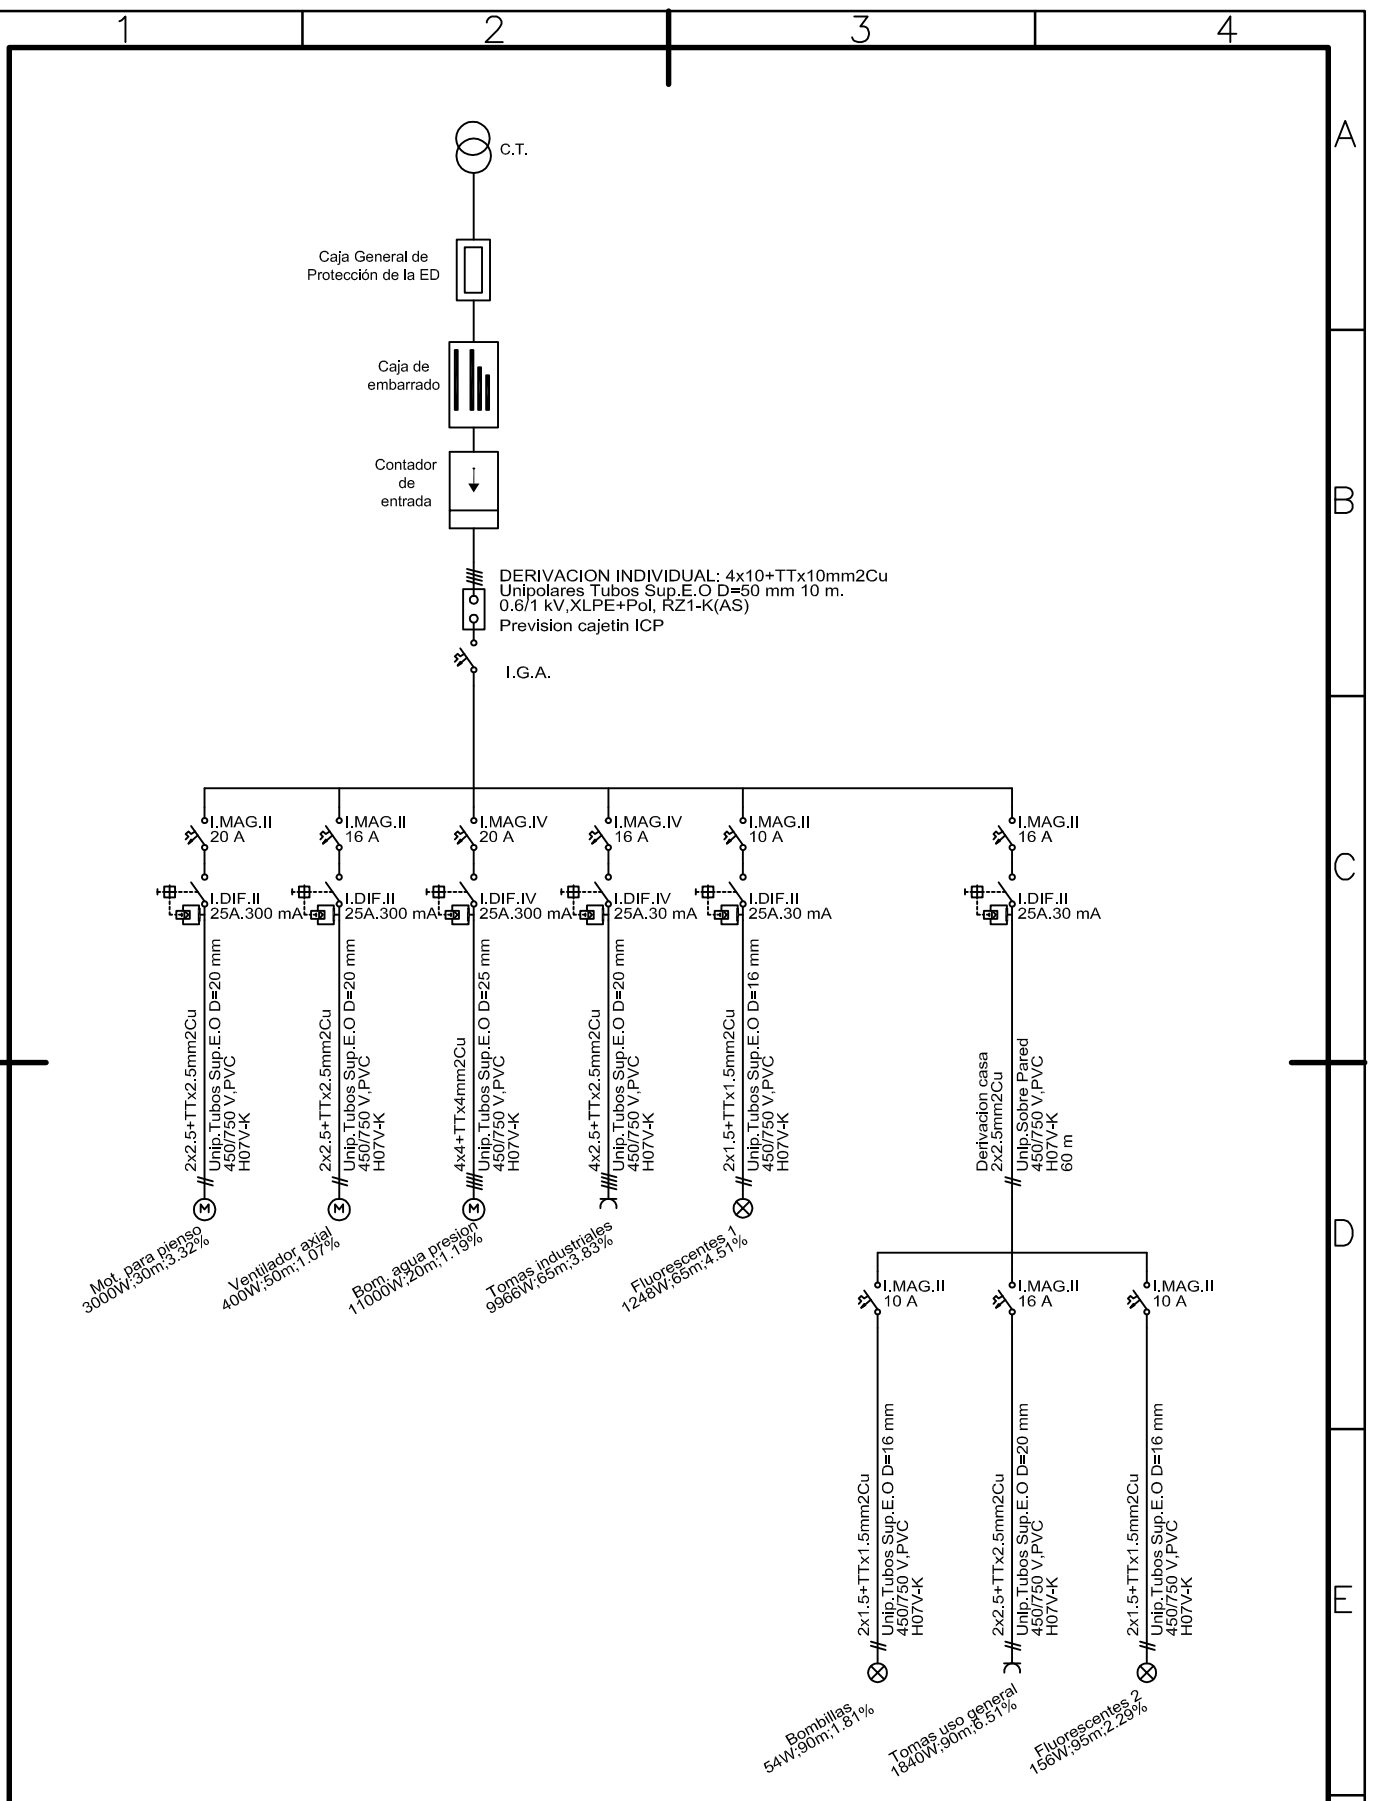 1
2
3
4
A
B
C
D
E
C.T.
Caja General de
Protección de la ED
Caja de
embarrado
Contador
de
entrada
DERIVACION INDIVIDUAL: 4x10+TTx10mm2Cu
Unipolares Tubos Sup.E.O D=50 mm 10 m.
0.6/1 kV,XLPE+Pol, RZ1-K(AS)
Prevision cajetin ICP
I.G.A.
I.MAG.II
20 A
I.DIF.II
25A.300 mA
2x2.5+TTx2.5mm2Cu
Unip.Tubos Sup.E.O D=20 mm
450/750 V,PVC
H07V-K
M
Mot. para pienso
3000W;30m;3.32%
I.MAG.II
16 A
I.DIF.II
25A.300 mA
2x2.5+TTx2.5mm2Cu
Unip.Tubos Sup.E.O D=20 mm
450/750 V,PVC
H07V-K
M
Ventilador axial
400W;50m;1.07%
I.MAG.IV
20 A
I.DIF.IV
25A.300 mA
4x4+TTx4mm2Cu
Unip.Tubos Sup.E.O D=25 mm
450/750 V,PVC
H07V-K
M
Bom. agua presion
11000W;20m;1.19%
I.MAG.IV
16 A
I.DIF.IV
25A.30 mA
4x2.5+TTx2.5mm2Cu
Unip.Tubos Sup.E.O D=20 mm
450/750 V,PVC
H07V-K
Tomas industriales
9966W;65m;3.83%
I.MAG.II
10 A
I.DIF.II
25A.30 mA
2x1.5+TTx1.5mm2Cu
Unip.Tubos Sup.E.O D=16 mm
450/750 V,PVC
H07V-K
Fluorescentes 1
1248W;65m;4.51%
I.MAG.II
16 A
I.DIF.II
25A.30 mA
Derivacion casa
2x2.5mm2Cu
Unip.Sobre Pared
450/750 V,PVC
H07V-K
60 m
I.MAG.II
10 A
2x1.5+TTx1.5mm2Cu
Unip.Tubos Sup.E.O D=16 mm
450/750 V,PVC
H07V-K
Bombillas
54W;90m;1.81%
I.MAG.II
16 A
2x2.5+TTx2.5mm2Cu
Unip.Tubos Sup.E.O D=20 mm
450/750 V,PVC
H07V-K
Tomas uso general
1840W;90m;6.51%
I.MAG.II
10 A
2x1.5+TTx1.5mm2Cu
Unip.Tubos Sup.E.O D=16 mm
450/750 V,PVC
H07V-K
Fluorescentes 2
156W;95m;2.29%